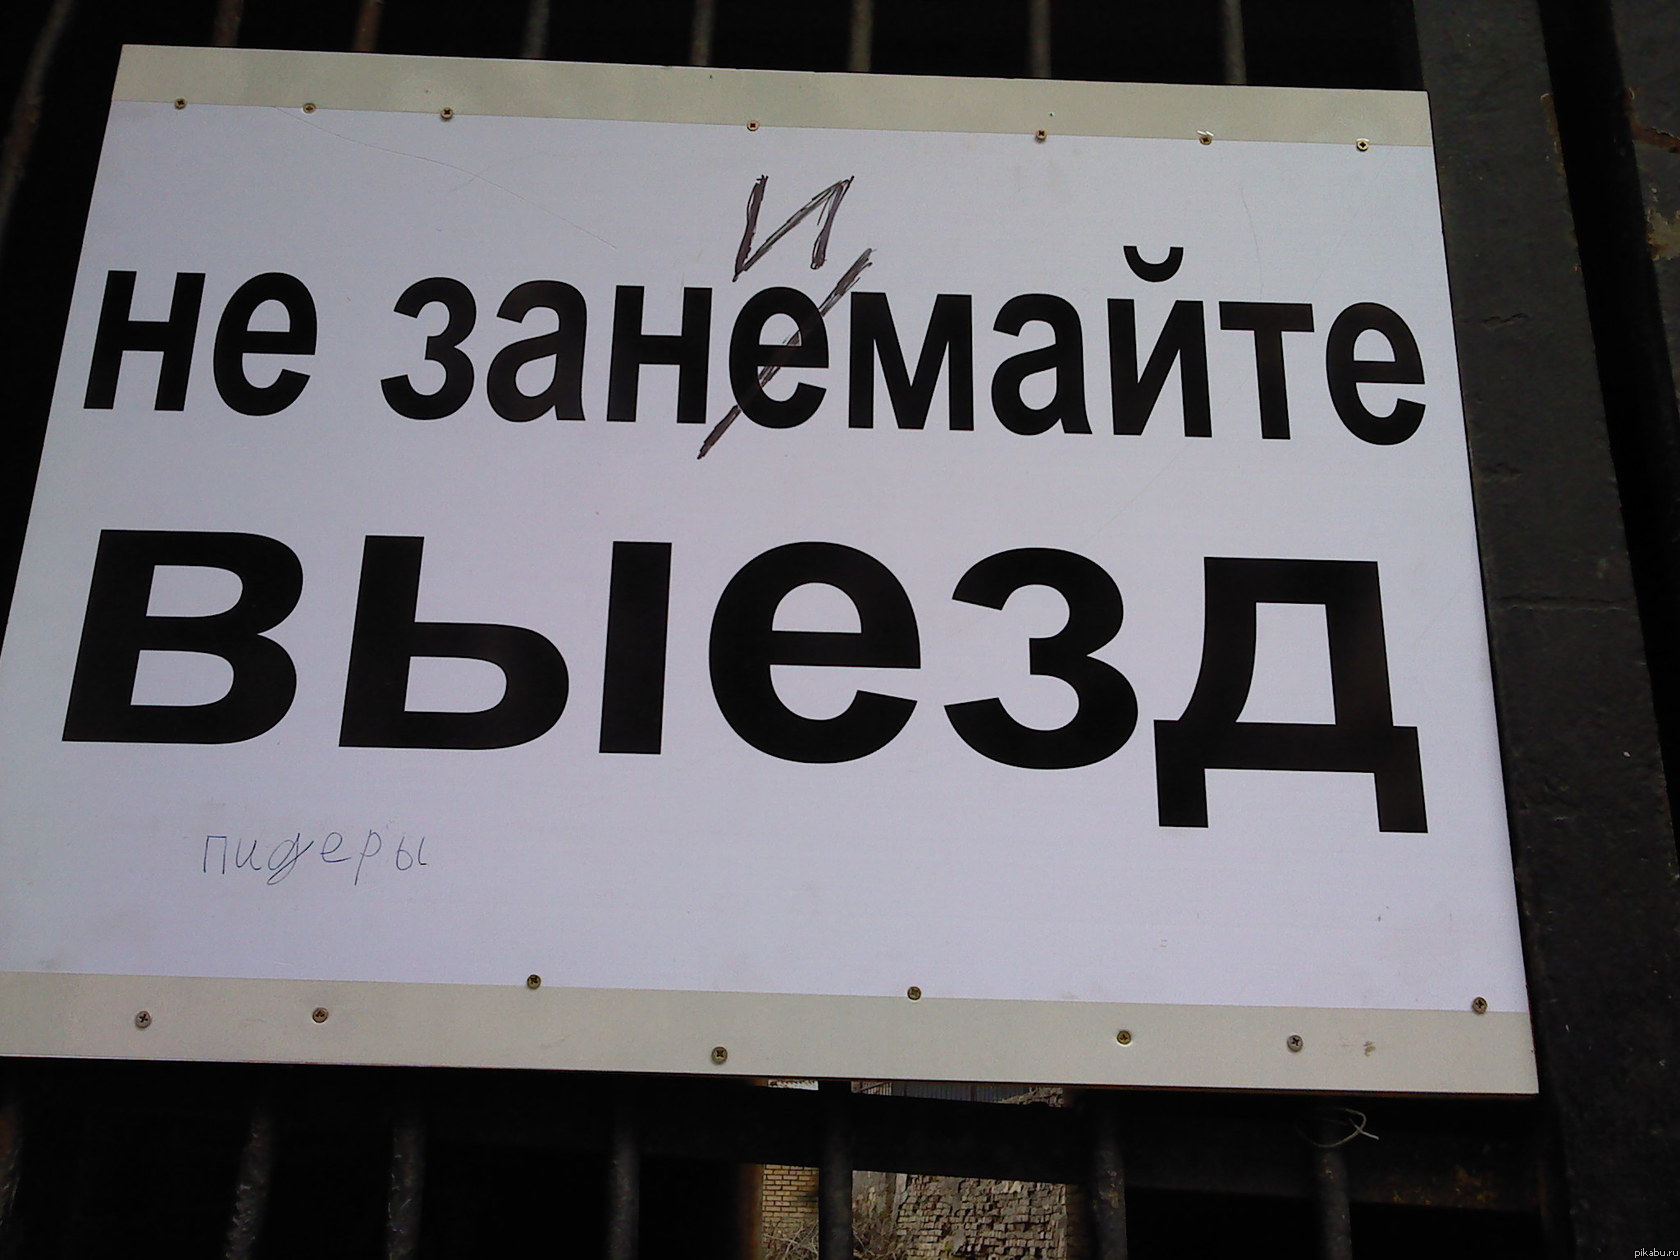 И
не занемайте
выезд
пидеры
pikabu.ru